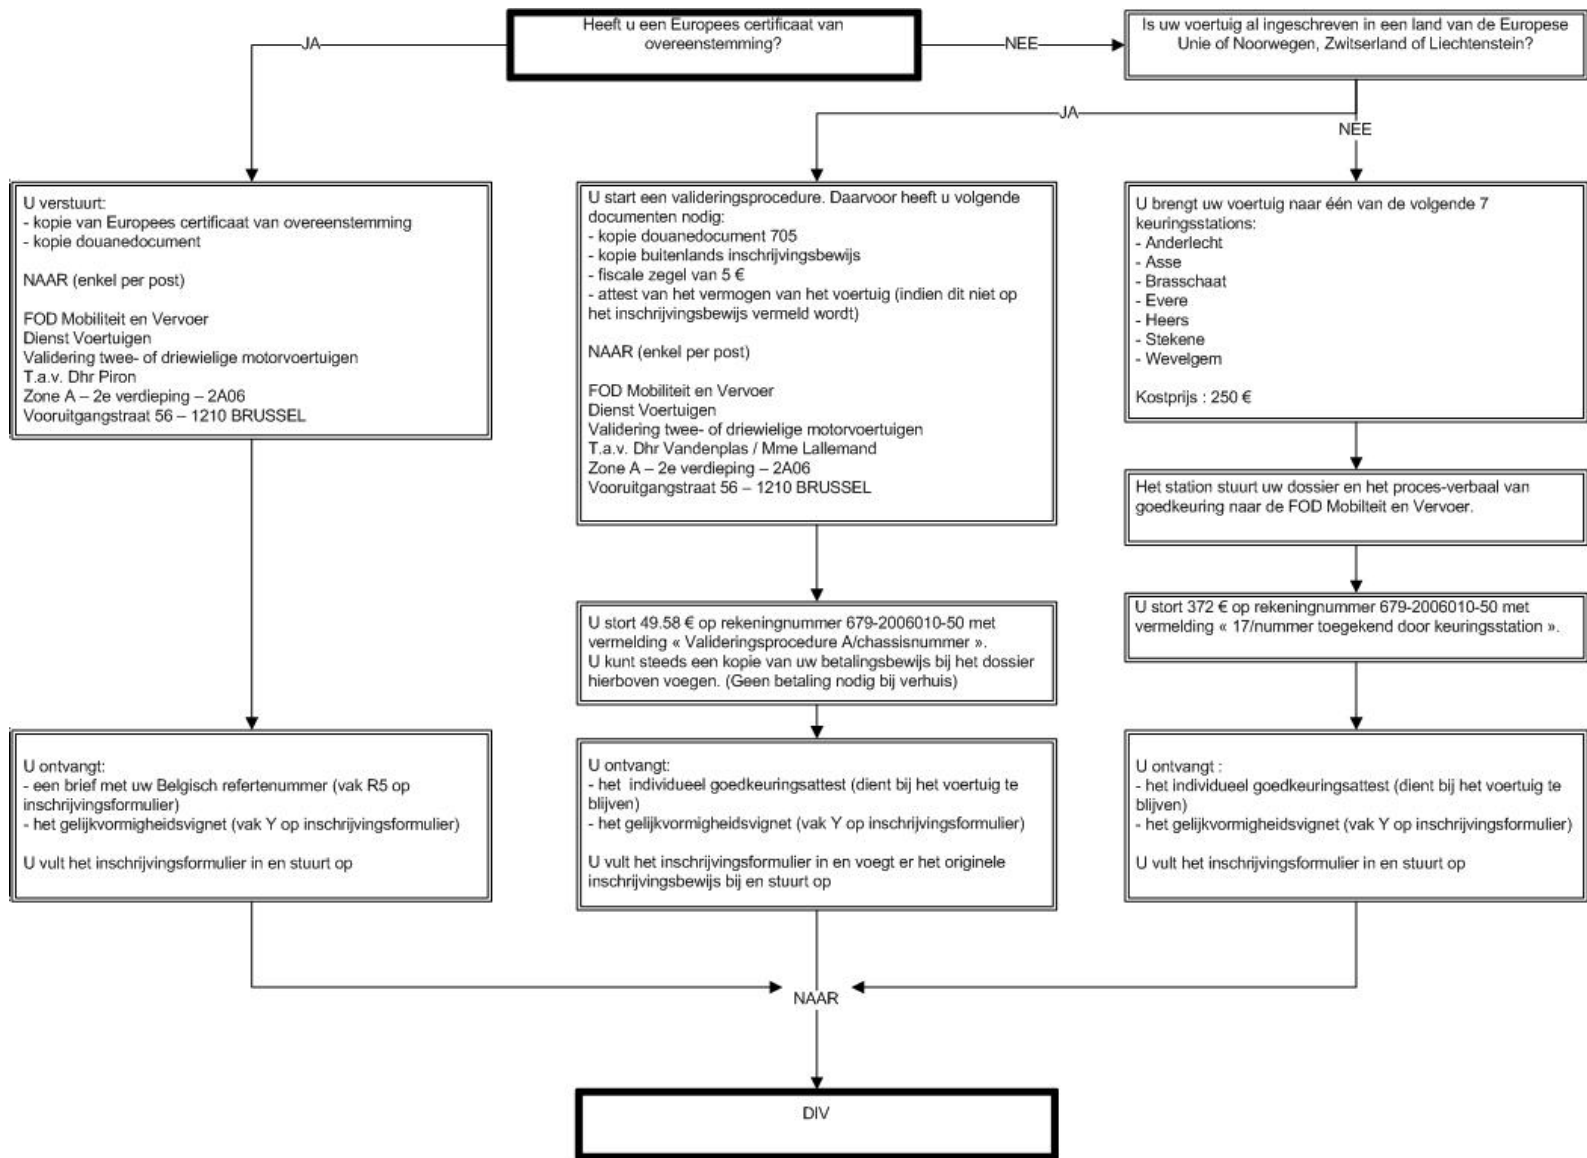 Heeft u een Europees certificaat van
overeenstemming?
JA
NEE
Is uw voertuig al ingeschreven in een land van de Europese
Unie of Noorwegen, Zwitserland of Liechtenstein?
JA
NEE
U verstuurt:
- kopie van Europees certificaat van overeenstemming
- kopie douanedocument
NAAR (enkel per post)
FOD Mobiliteit en Vervoer
Dienst Voertuigen
Validering twee- of driewielige motorvoertuigen
T.a.v. Dhr Piron
Zone A – 2e verdieping – 2A06
Vooruitgangstraat 56 – 1210 BRUSSEL
U start een valideringsprocedure. Daarvoor heeft u volgende
documenten nodig:
- kopie douanedocument 705
- kopie buitenlands inschrijvingsbewijs
- fiscale zegel van 5 €
- attest van het vermogen van het voertuig (indien dit niet op
het inschrijvingsbewijs vermeld wordt)
NAAR (enkel per post)
FOD Mobiliteit en Vervoer
Dienst Voertuigen
Validering twee- of driewielige motorvoertuigen
T.a.v. Dhr Vandenplas / Mme Lallemand
Zone A – 2e verdieping – 2A06
Vooruitgangstraat 56 – 1210 BRUSSEL
U brengt uw voertuig naar één van de volgende 7
keuringsstations:
- Anderlecht
- Asse
- Brasschaat
- Evere
- Heers
- Stekene
- Wevelgem
Kostprijs : 250 €
Het station stuurt uw dossier en het proces-verbaal van
goedkeuring naar de FOD Mobilteit en Vervoer.
U stort 49.58 € op rekeningnummer 679-2006010-50 met
vermelding « Valideringsprocedure A/chassisnummer ».
U kunt steeds een kopie van uw betalingsbewijs bij het dossier
hierboven voegen. (Geen betaling nodig bij verhuis)
U stort 372 € op rekeningnummer 679-2006010-50 met
vermelding « 17/nummer toegekend door keuringsstation ».
U ontvangt:
- een brief met uw Belgisch refertenummer (vak R5 op
inschrijvingsformulier)
- het gelijkvormigheidsvignet (vak Y op inschrijvingsformulier)
U vult het inschrijvingsformulier in en stuurt op
U ontvangt:
- het individueel goedkeuringsattest (dient bij het voertuig te
blijven)
- het gelijkvormigheidsvignet (vak Y op inschrijvingsformulier)
U vult het inschrijvingsformulier in en voegt er het originele
inschrijvingsbewijs bij en stuurt op
U ontvangt :
- het individueel goedkeuringsattest (dient bij het voertuig te
blijven)
- het gelijkvormigheidsvignet (vak Y op inschrijvingsformulier)
U vult het inschrijvingsformulier in en stuurt op
NAAR
DIV